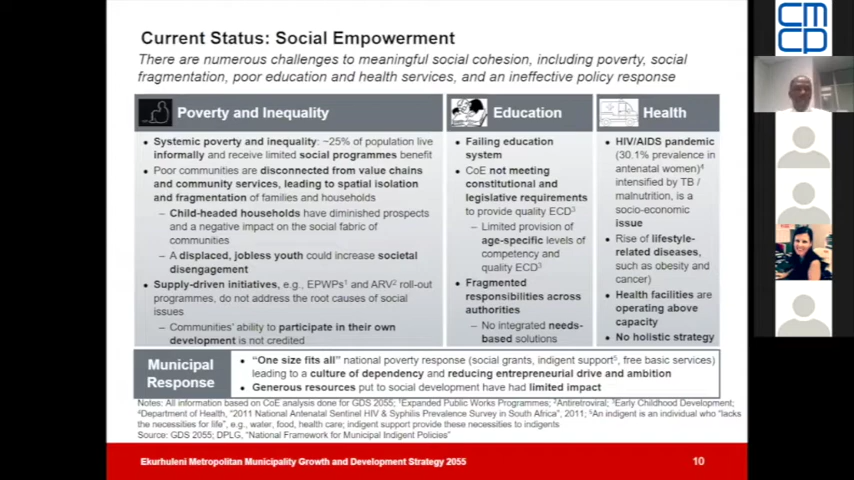 Current Status: Social Empowerment
There are numerous challenges to meaningful social cohesion, including poverty, social
fragmentation, poor education and health services, and an ineffective policy response
Poverty and Inequality
• Systemic poverty and inequality: ~25% of population live
informally and receive limited social programmes benefit
• Poor communities are disconnected from value chains
and community services, leading to spatial isolation
and fragmentation of families and households
– Child-headed households have diminished prospects
and a negative impact on the social fabric of
communities
– A displaced, jobless youth could increase societal
disengagement
• Supply-driven initiatives, e.g., EPWPs¹ and ARV² roll-out
programmes, do not address the root causes of social
issues
– Communities' ability to participate in their own
development is not credited
Education
• Failing education
system
• CoE not meeting
constitutional and
legislative requirements
to provide quality ECD³
– Limited provision of
age-specific levels of
competency and
quality ECD³
• Fragmented
responsibilities across
authorities
– No integrated needs-
based solutions
Health
• HIV/AIDS pandemic
(30.1% prevalence in
antenatal women)⁴
intensified by TB /
malnutrition, is a
socio-economic
issue
• Rise of lifestyle-
related diseases,
such as obesity and
cancer)
• Health facilities are
operating above
capacity
• No holistic strategy
Municipal
Response
• "One size fits all" national poverty response (social grants, indigent support⁵, free basic services)
leading to a culture of dependency and reducing entrepreneurial drive and ambition
• Generous resources put to social development have had limited impact
Notes: All information based on CoE analysis done for GDS 2055; ¹Expanded Public Works Programmes; ²Antiretroviral; ³Early Childhood Development;
⁴Department of Health, "2011 National Antenatal Sentinel HIV & Syphilis Prevalence Survey in South Africa", 2011; ⁵An indigent is an individual who "lacks
the necessities for life", e.g., water, food, health care; indigent support provide these necessities to indigents
Source: GDS 2055; DPLG, "National Framework for Municipal Indigent Policies"
Ekurhuleni Metropolitan Municipality Growth and Development Strategy 2055
10
CMCP